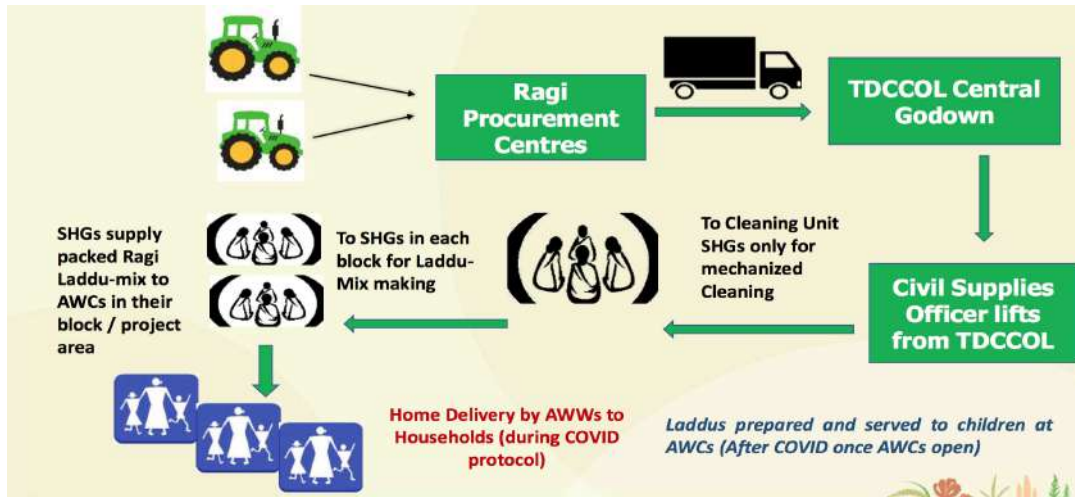 Ragi
Procurement
Centres
TDCCOL Central
Godown
SHGs supply
packed Ragi
Laddu-mix to
AWCs in their
block / project
area
To SHGs in each
block for Laddu-
Mix making
To Cleaning Unit
SHGs only for
mechanized
Cleaning
Civil Supplies
Officer lifts
from TDCCOL
Home Delivery by AWWs to
Households (during COVID
protocol)
Laddus prepared and served to children at
AWCs (After COVID once AWCs open)